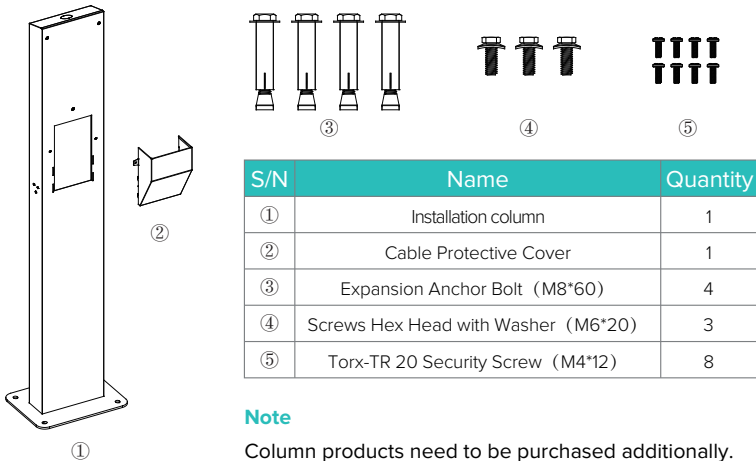 ③
④
⑤
②
①
S/N Name Quantity
① Installation column 1
② Cable Protective Cover 1
③ Expansion Anchor Bolt（M8*60） 4
④ Screws Hex Head with Washer（M6*20） 3
⑤ Torx-TR 20 Security Screw（M4*12） 8
Note
Column products need to be purchased additionally.